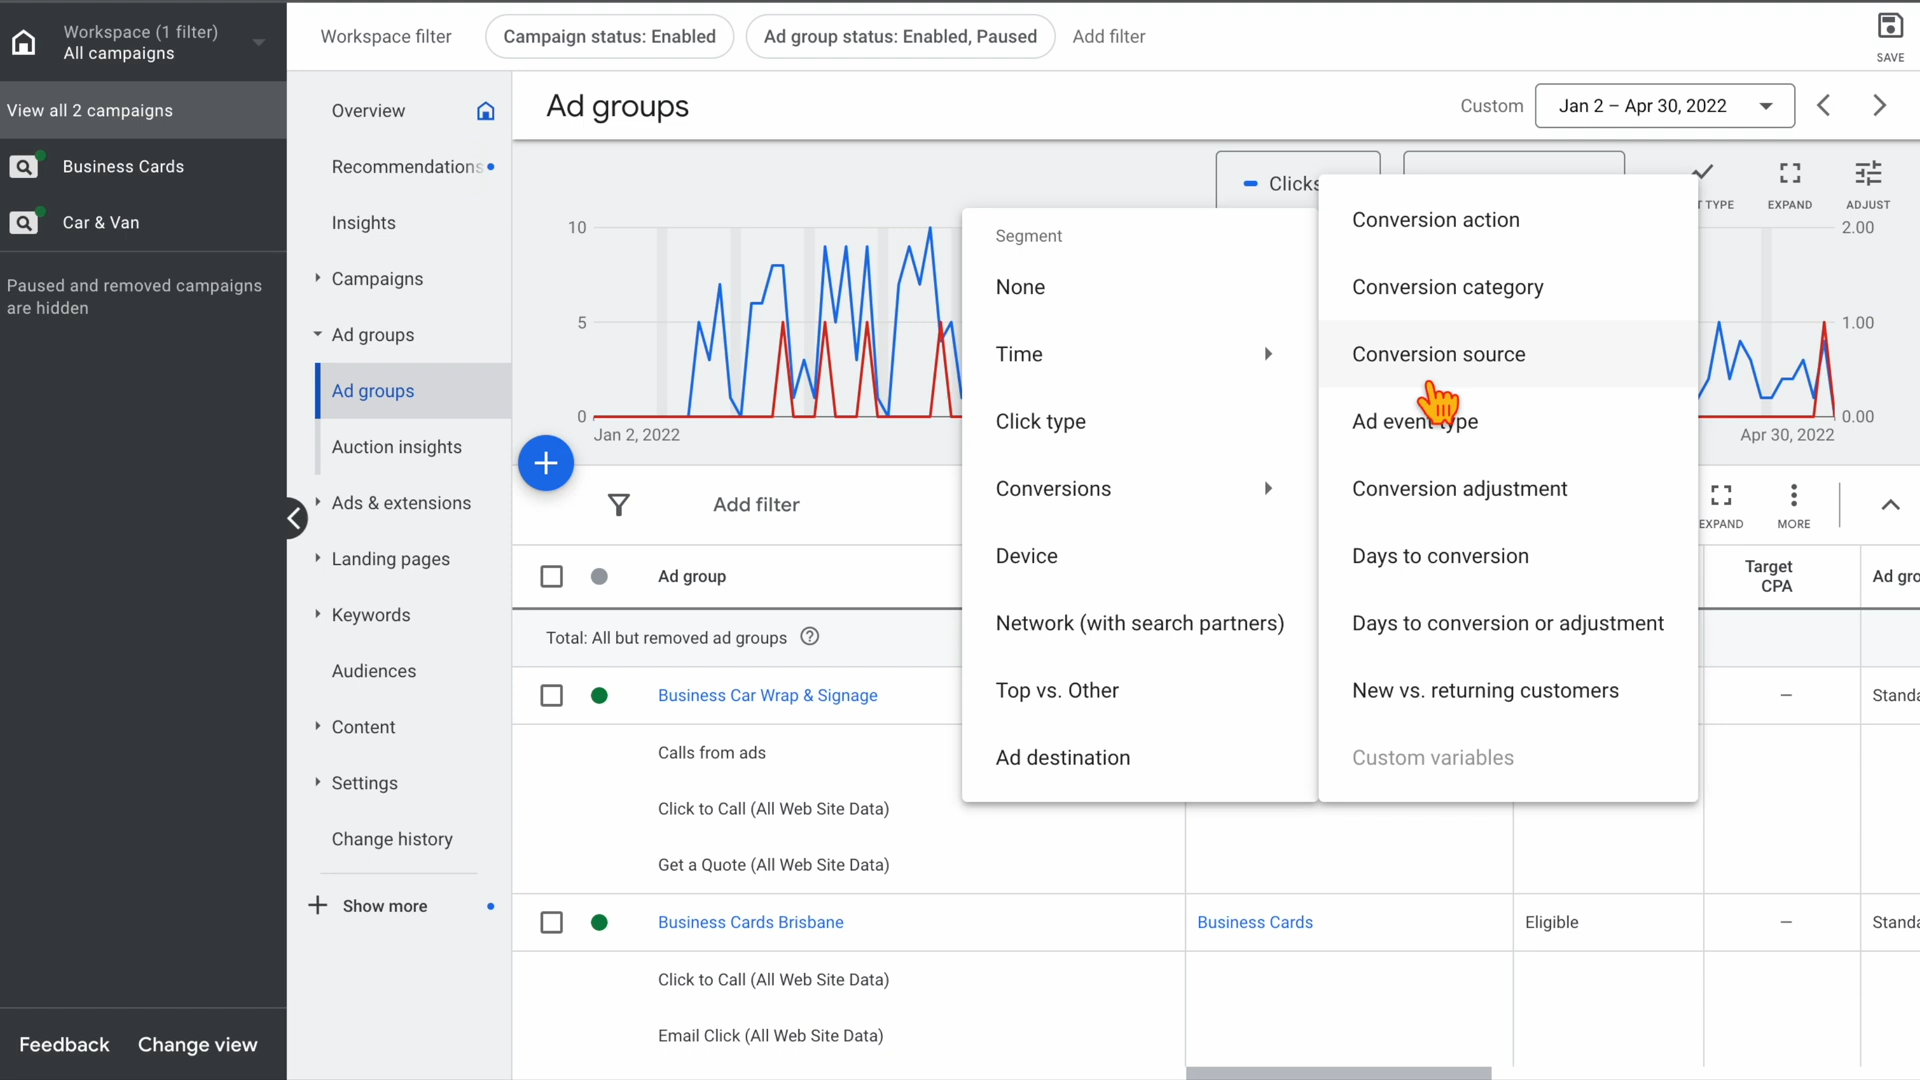 Workspace (1 filter)
All campaigns
Workspace filter
Campaign status: Enabled
Ad group status: Enabled, Paused
Add filter
SAVE
View all 2 campaigns
Business Cards
Car & Van
Paused and removed campaigns
are hidden
Feedback
Change view
Overview
Recommendations
Insights
Campaigns
Ad groups
Ad groups
Auction insights
Ads & extensions
Landing pages
Keywords
Audiences
Content
Settings
Change history
Show more
Ad groups
Custom
Jan 2 – Apr 30, 2022
Clicks
T TYPE
EXPAND
ADJUST
10
5
0
Jan 2, 2022
2.00
1.00
0.00
Apr 30, 2022
Segment
None
Time
Click type
Conversions
Device
Network (with search partners)
Top vs. Other
Ad destination
Conversion action
Conversion category
Conversion source
Ad event type
Conversion adjustment
Days to conversion
Days to conversion or adjustment
New vs. returning customers
Custom variables
Add filter
EXPAND
MORE
Ad group
Target
CPA
Ad gro
Total: All but removed ad groups
Business Car Wrap & Signage
–
Standa
Calls from ads
Click to Call (All Web Site Data)
Get a Quote (All Web Site Data)
Business Cards Brisbane
Business Cards
Eligible
–
Standa
Click to Call (All Web Site Data)
Email Click (All Web Site Data)